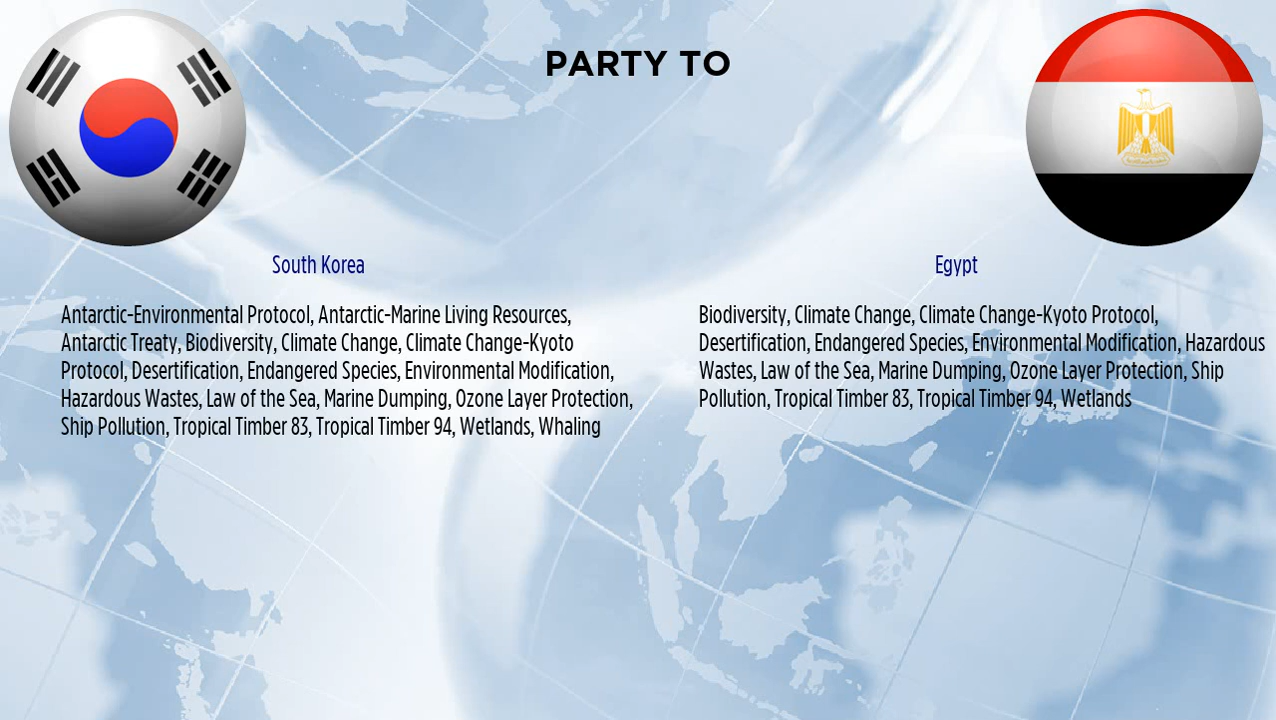 PARTY TO
South Korea
Antarctic-Environmental Protocol, Antarctic-Marine Living Resources,
Antarctic Treaty, Biodiversity, Climate Change, Climate Change-Kyoto
Protocol, Desertification, Endangered Species, Environmental Modification,
Hazardous Wastes, Law of the Sea, Marine Dumping, Ozone Layer Protection,
Ship Pollution, Tropical Timber 83, Tropical Timber 94, Wetlands, Whaling
Egypt
Biodiversity, Climate Change, Climate Change-Kyoto Protocol,
Desertification, Endangered Species, Environmental Modification, Hazardous
Wastes, Law of the Sea, Marine Dumping, Ozone Layer Protection, Ship
Pollution, Tropical Timber 83, Tropical Timber 94, Wetlands